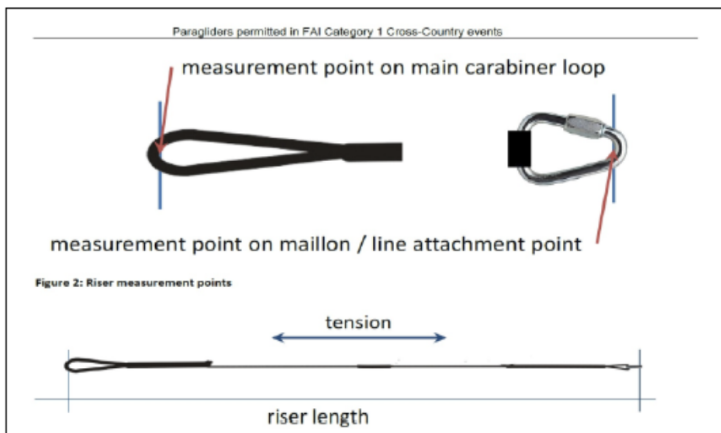 Paragliders permitted in FAI Category 1 Cross-Country events
measurement point on main carabiner loop
measurement point on maillon / line attachment point
Figure 2: Riser measurement points
tension
riser length